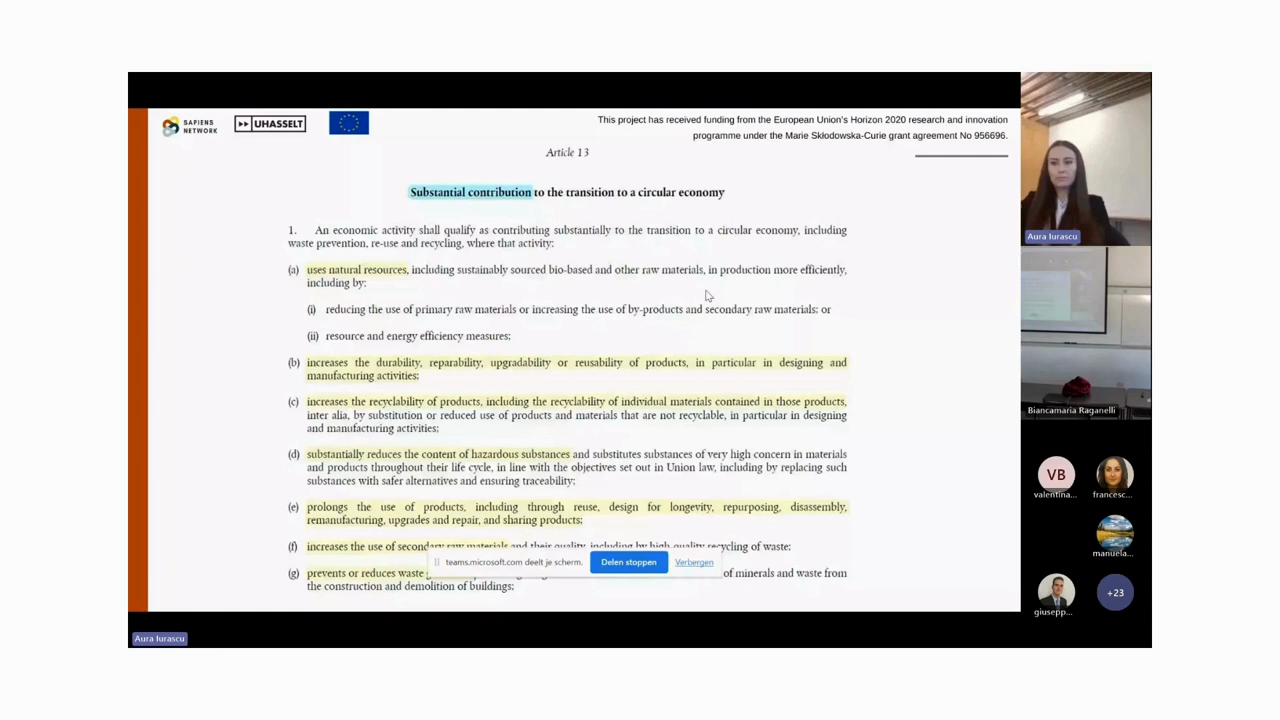 SAPIENS
NETWORK
UHASSELT
This project has received funding from the European Union's Horizon 2020 research and innovation
programme under the Marie Skłodowska-Curie grant agreement No 956696.
Article 13
Substantial contribution to the transition to a circular economy
1. An economic activity shall qualify as contributing substantially to the transition to a circular economy, including
waste prevention, re-use and recycling, where that activity:
(a) uses natural resources, including sustainably sourced bio-based and other raw materials, in production more efficiently,
including by:
(i) reducing the use of primary raw materials or increasing the use of by-products and secondary raw materials; or
(ii) resource and energy efficiency measures;
(b) increases the durability, reparability, upgradability or reusability of products, in particular in designing and
manufacturing activities;
(c) increases the recyclability of products, including the recyclability of individual materials contained in those products,
inter alia, by substitution or reduced use of products and materials that are not recyclable, in particular in designing
and manufacturing activities;
(d) substantially reduces the content of hazardous substances and substitutes substances of very high concern in materials
and products throughout their life cycle, in line with the objectives set out in Union law, including by replacing such
substances with safer alternatives and ensuring traceability;
(e) prolongs the use of products, including through reuse, design for longevity, repurposing, disassembly,
remanufacturing, upgrades and repair, and sharing products;
(f) increases the use of secondary raw materials and their quality, including by high-quality recycling of waste;
(g) prevents or reduces waste of minerals and waste from
the construction and demolition of buildings;
teams.microsoft.com deelt je scherm.
Delen stoppen
Verbergen
Aura Iurascu
Biancamaria Raganelli
VB
valentina...
francesc...
manuela...
giusepp...
+23
Aura Iurascu